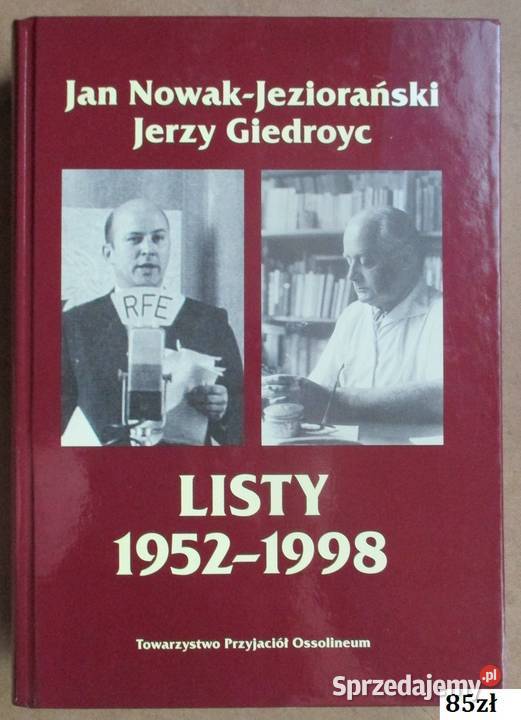 Jan Nowak-Jeziorański
Jerzy Giedroyc
RFE
LISTY
1952–1998
Towarzystwo Przyjaciół Ossolineum
Sprzedajemy.pl
85zł